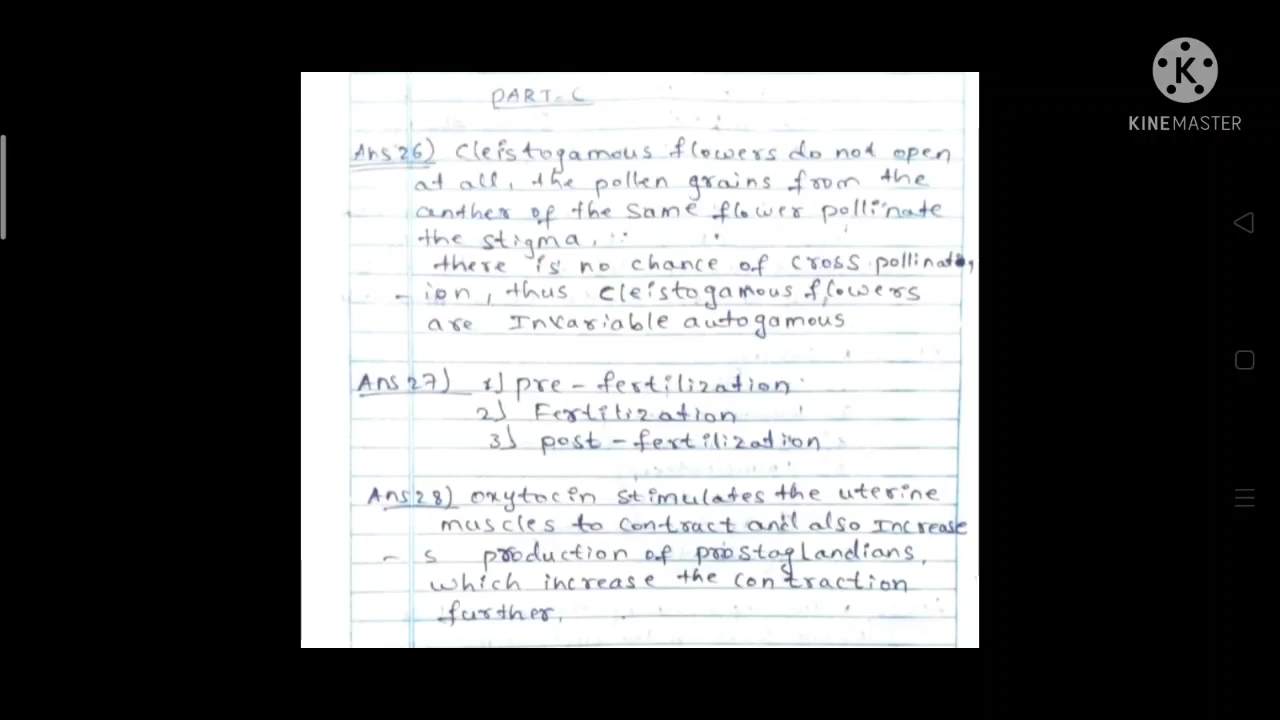 PART-C
Ans 26) Cleistogamous flowers do not open
at all, the pollen grains from the
anther of the same flower pollinate
the stigma,
there is no chance of cross pollinat
- ion, thus cleistogamous flowers
are Invariable autogamous
Ans 27) 1) pre - fertilization
2) Fertilization
3) post - fertilization
Ans 28) oxytocin stimulates the uterine
muscles to contract and also Increase
- s production of prostaglandians,
which increase the contraction
further,
K
KINEMASTER